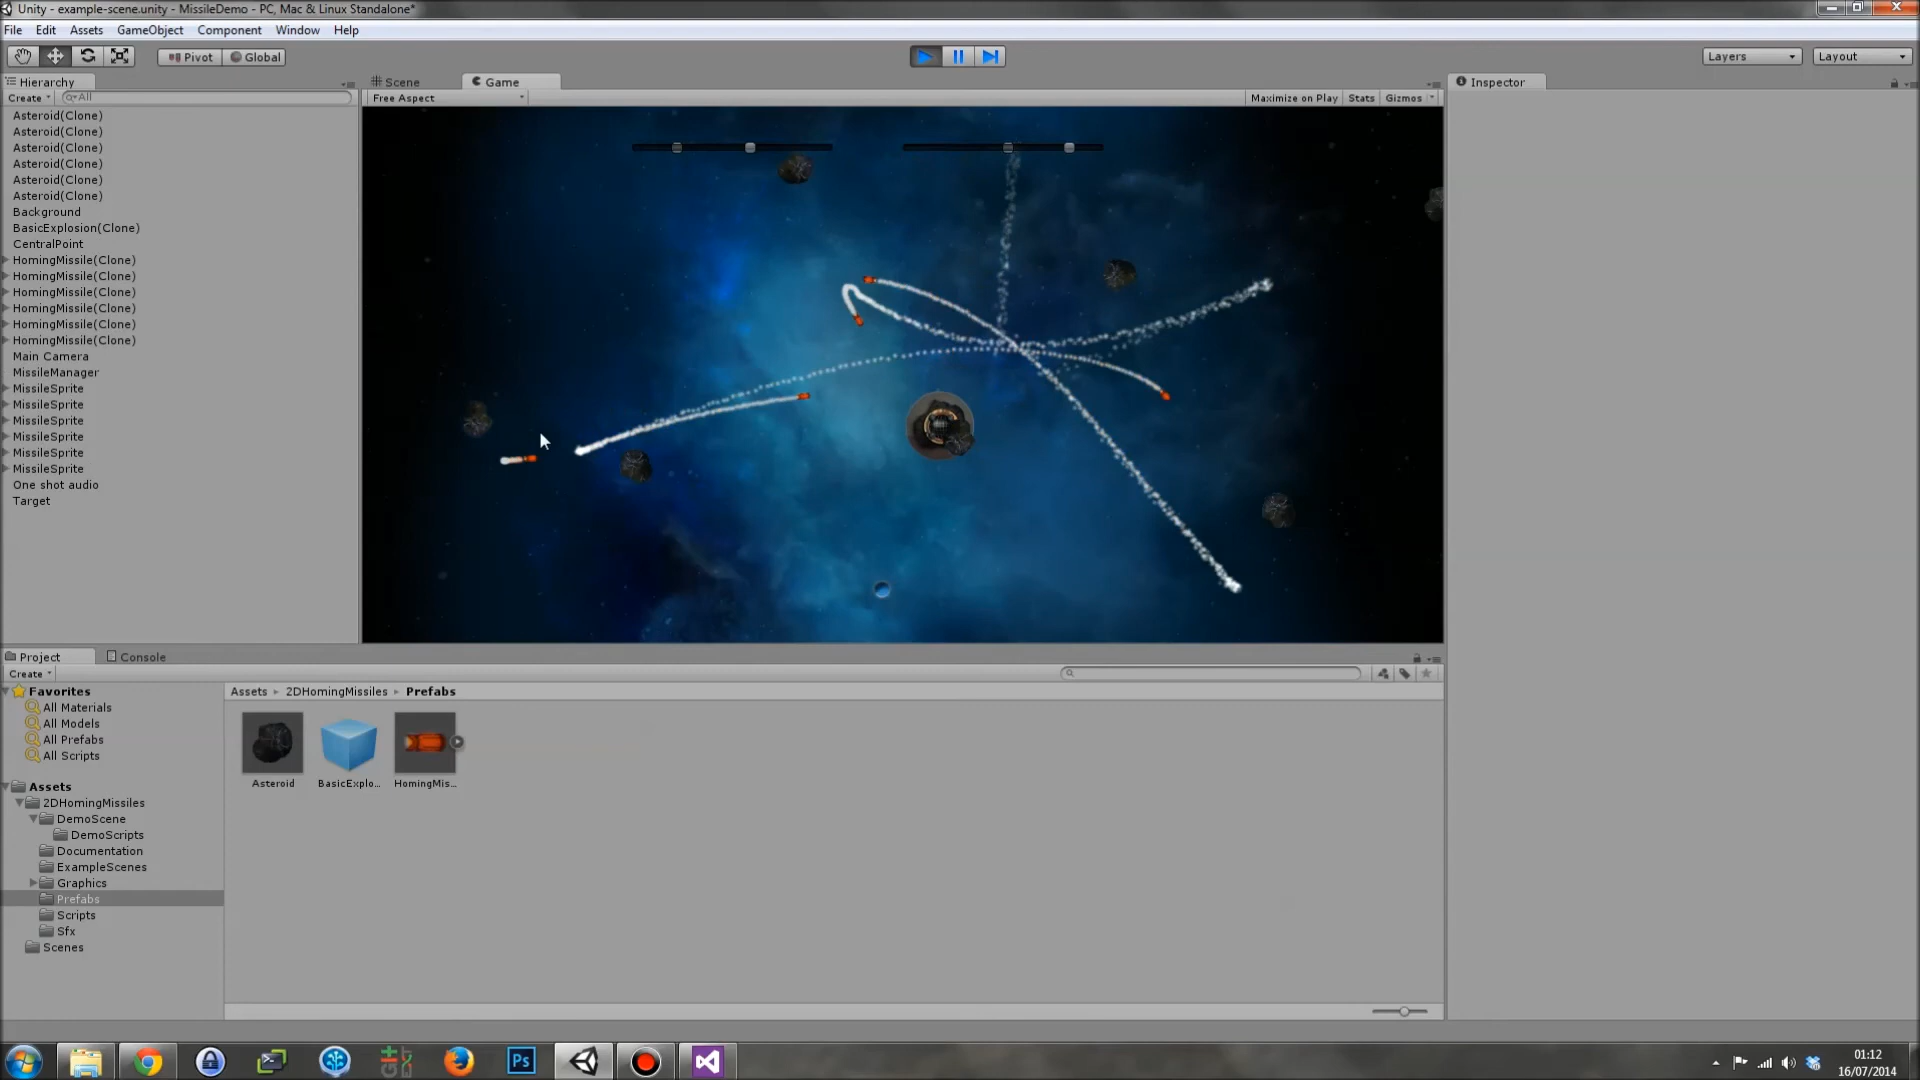 Unity - example-scene.unity - MissileDemo - PC, Mac & Linux Standalone*
File Edit Assets GameObject Component Window Help
Pivot Global Layers Layout
Hierarchy Scene Game Inspector
Create All Free Aspect Maximize on Play Stats Gizmos
Asteroid(Clone)
Asteroid(Clone)
Asteroid(Clone)
Asteroid(Clone)
Asteroid(Clone)
Asteroid(Clone)
Background
BasicExplosion(Clone)
CentralPoint
HomingMissile(Clone)
HomingMissile(Clone)
HomingMissile(Clone)
HomingMissile(Clone)
HomingMissile(Clone)
HomingMissile(Clone)
Main Camera
MissileManager
MissileSprite
MissileSprite
MissileSprite
MissileSprite
MissileSprite
MissileSprite
One shot audio
Target
Project Console
Create
Favorites
All Materials
All Models
All Prefabs
All Scripts
Assets
2DHomingMissiles
DemoScene
DemoScripts
Documentation
ExampleScenes
Graphics
Prefabs
Scripts
Sfx
Scenes
Assets 2DHomingMissiles Prefabs
Asteroid BasicExplo... HomingMis...
Ps
01:12
16/07/2014